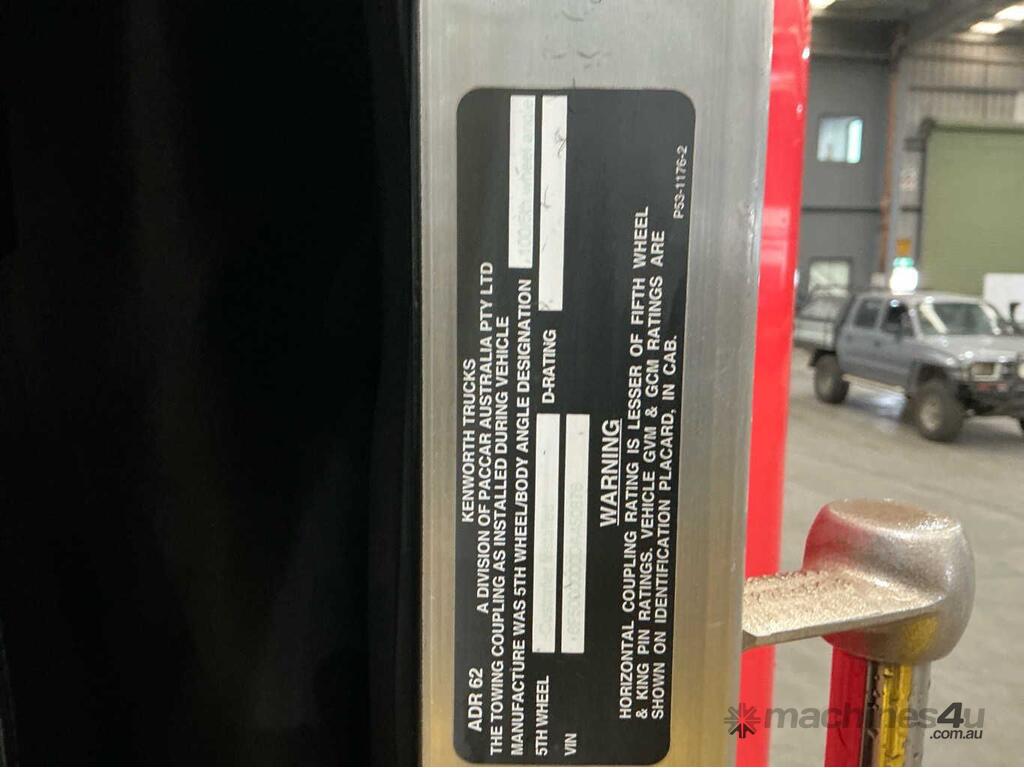 ADR 62
KENWORTH TRUCKS
A DIVISION OF PACCAR AUSTRALIA PTY LTD
THE TOWING COUPLING AS INSTALLED DURING VEHICLE
MANUFACTURE WAS 5TH WHEEL/BODY ANGLE DESIGNATION
5TH WHEEL D-RATING
VIN
WARNING
HORIZONTAL COUPLING RATING IS LESSER OF FIFTH WHEEL
& KING PIN RATINGS. VEHICLE GVM & GCM RATINGS ARE
SHOWN ON IDENTIFICATION PLACARD, IN CAB.
P53-1176-2
machines4u
.com.au